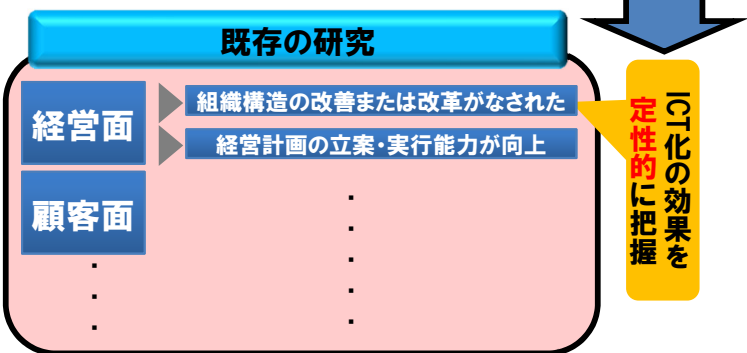 既存の研究
経営面
組織構造の改善または改革がなされた
経営計画の立案・実行能力が向上
顧客面
ICT化の効果を
定性的に把握